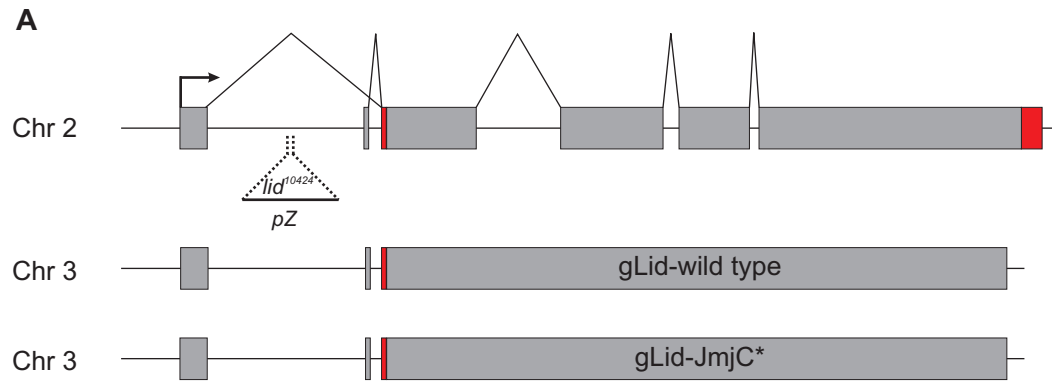 A
Chr 2
lid10424
pZ
Chr 3
gLid-wild type
Chr 3
gLid-JmjC*